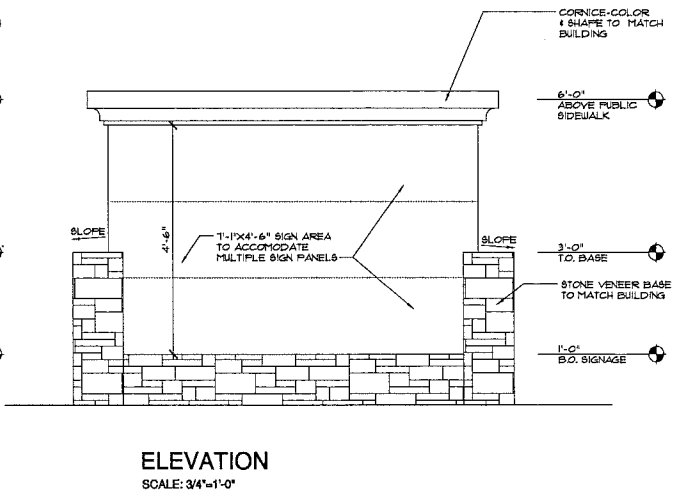 CORNICE-COLOR
& SHAPE TO MATCH
BUILDING
6'-0"
ABOVE PUBLIC
SIDEWALK
SLOPE
4'-6"
7'-1"X4'-6" SIGN AREA
TO ACCOMODATE
MULTIPLE SIGN PANELS
SLOPE
3'-0"
T.O. BASE
STONE VENEER BASE
TO MATCH BUILDING
1'-0"
B.O. SIGNAGE
ELEVATION
SCALE: 3/4"=1'-0"